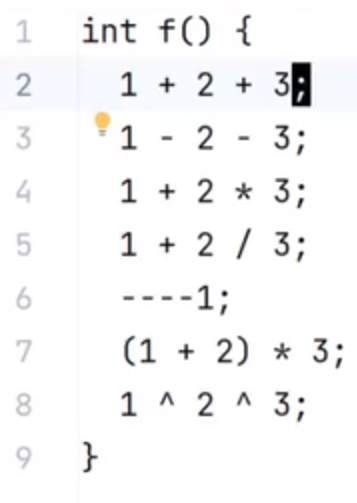 1 int f() {
2 1 + 2 + 3;
3 1 - 2 - 3;
4 1 + 2 * 3;
5 1 + 2 / 3;
6 ----1;
7 (1 + 2) * 3;
8 1 ^ 2 ^ 3;
9 }